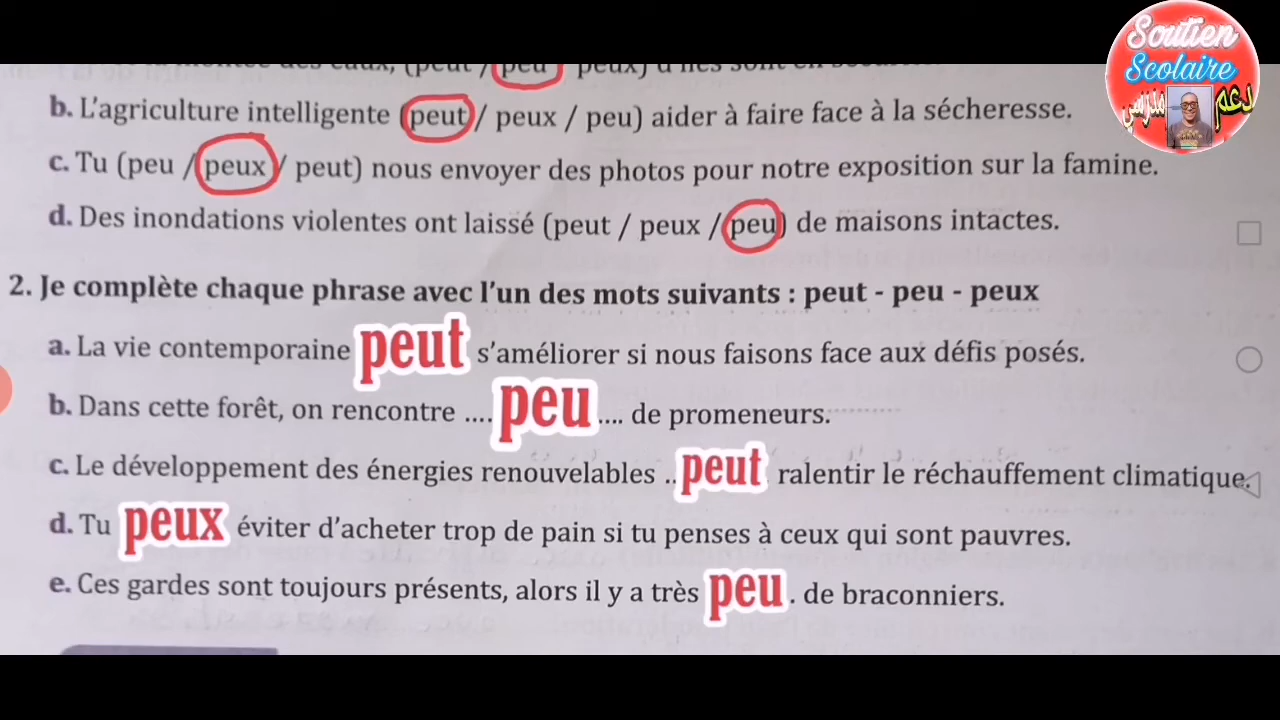 Soutien
Scolaire
دعم مدرسي
(peut / peu / peux)
b. L'agriculture intelligente (peut / peux / peu) aider à faire face à la sécheresse.
c. Tu (peu / peux / peut) nous envoyer des photos pour notre exposition sur la famine.
d. Des inondations violentes ont laissé (peut / peux / peu) de maisons intactes.
2. Je complète chaque phrase avec l'un des mots suivants : peut - peu - peux
a. La vie contemporaine peut s'améliorer si nous faisons face aux défis posés.
b. Dans cette forêt, on rencontre .... peu .... de promeneurs.
c. Le développement des énergies renouvelables .. peut ralentir le réchauffement climatique.
d. Tu peux éviter d'acheter trop de pain si tu penses à ceux qui sont pauvres.
e. Ces gardes sont toujours présents, alors il y a très peu . de braconniers.